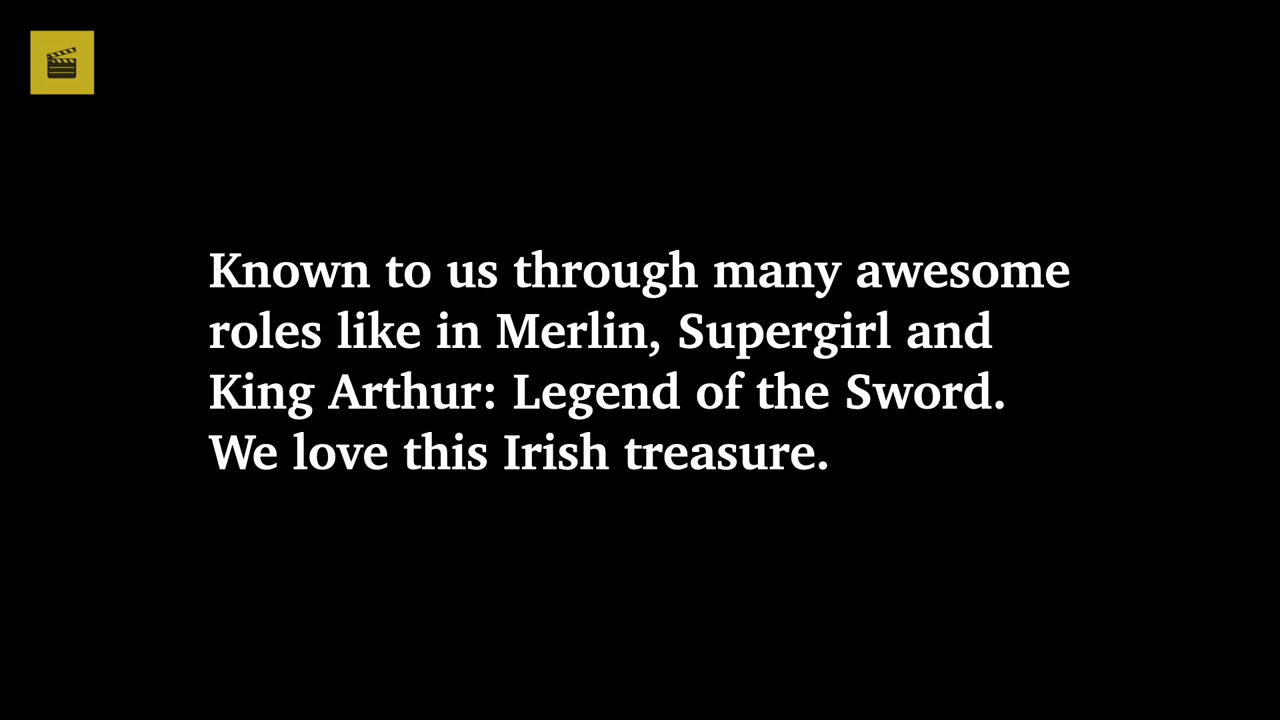 Known to us through many awesome
roles like in Merlin, Supergirl and
King Arthur: Legend of the Sword.
We love this Irish treasure.